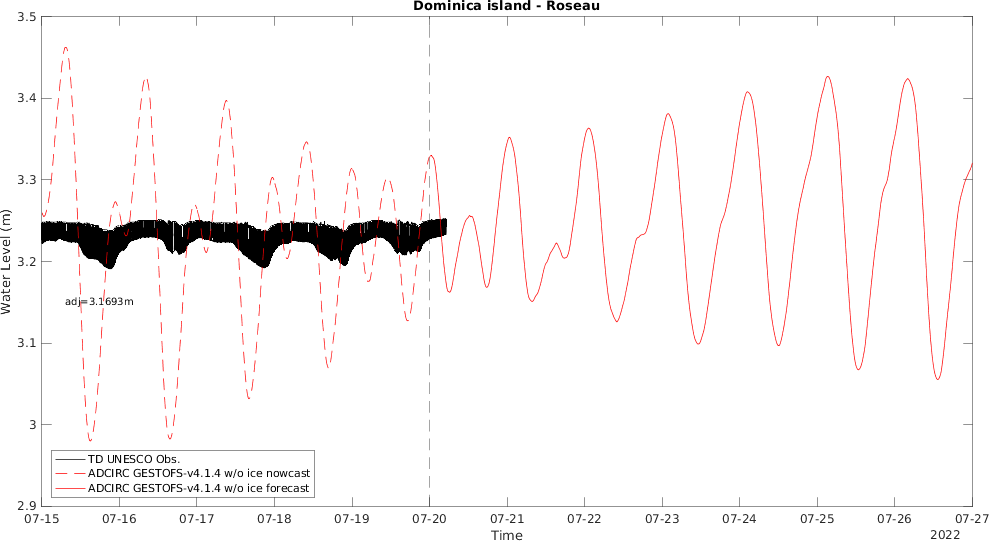 Dominica island - Roseau
3.5
3.4
3.3
3.2
3.1
3
2.9
Water Level (m)
adj=3.1693m
TD UNESCO Obs.
ADCIRC GESTOFS-v4.1.4 w/o ice nowcast
ADCIRC GESTOFS-v4.1.4 w/o ice forecast
07-15 07-16 07-17 07-18 07-19 07-20 07-21 07-22 07-23 07-24 07-25 07-26 07-27
Time
2022